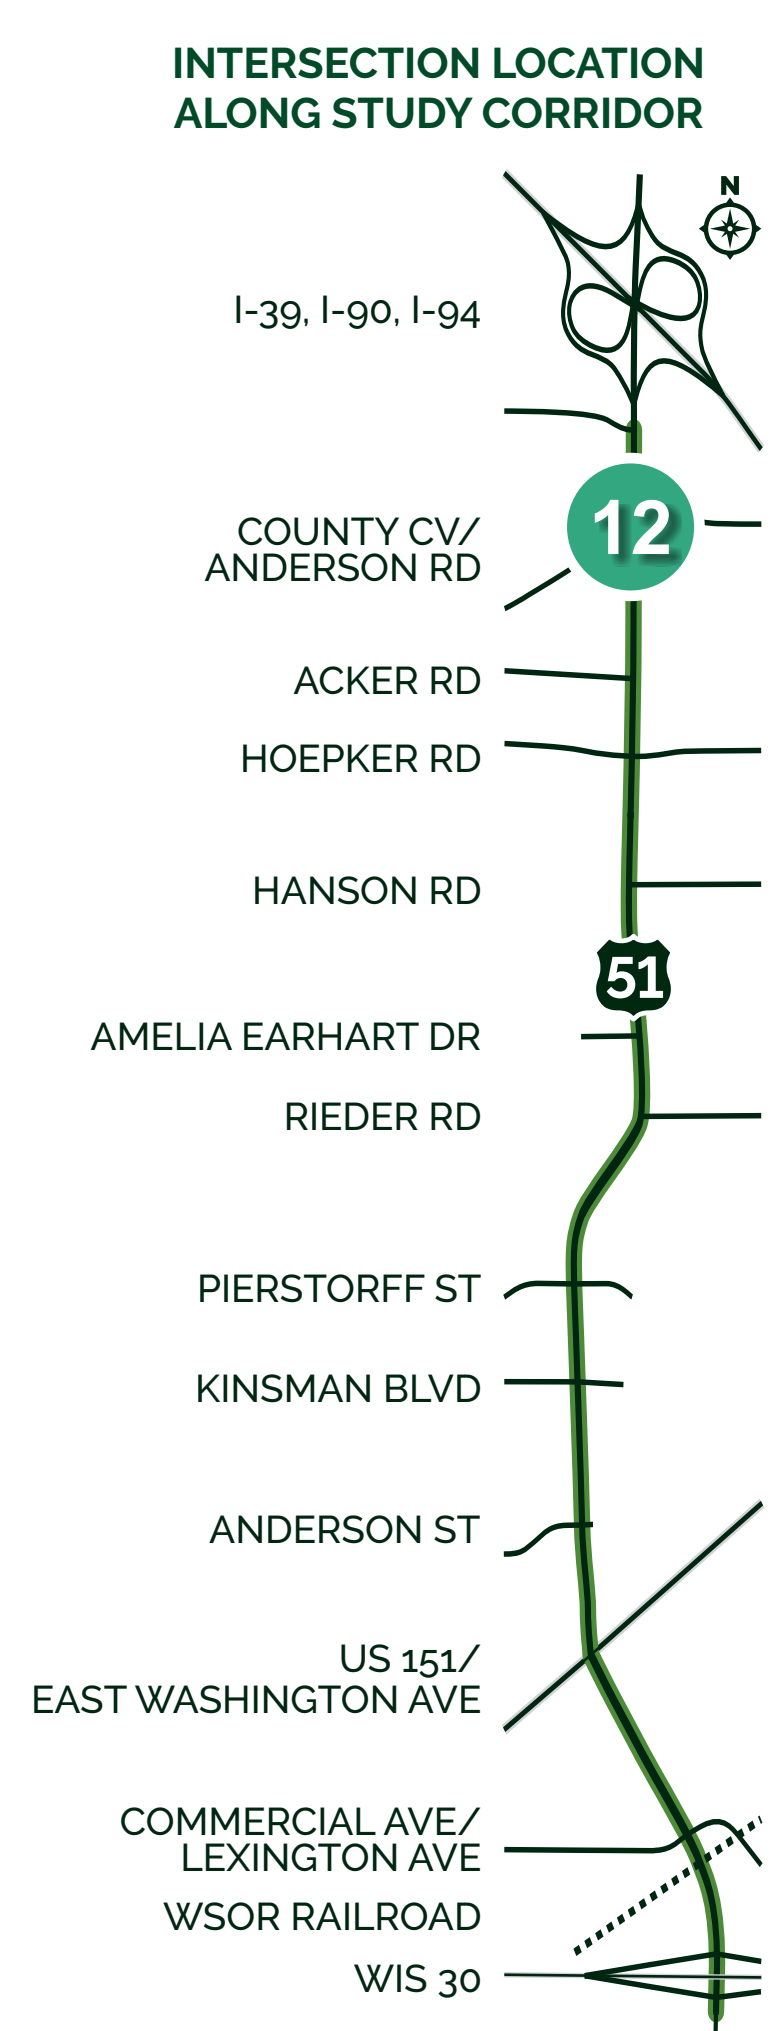 INTERSECTION LOCATION
ALONG STUDY CORRIDOR
N
I-39, I-90, I-94
COUNTY CV/
ANDERSON RD
12
ACKER RD
HOEPKER RD
HANSON RD
51
AMELIA EARHART DR
RIEDER RD
PIERSTORFF ST
KINSMAN BLVD
ANDERSON ST
US 151/
EAST WASHINGTON AVE
COMMERCIAL AVE/
LEXINGTON AVE
WSOR RAILROAD
WIS 30